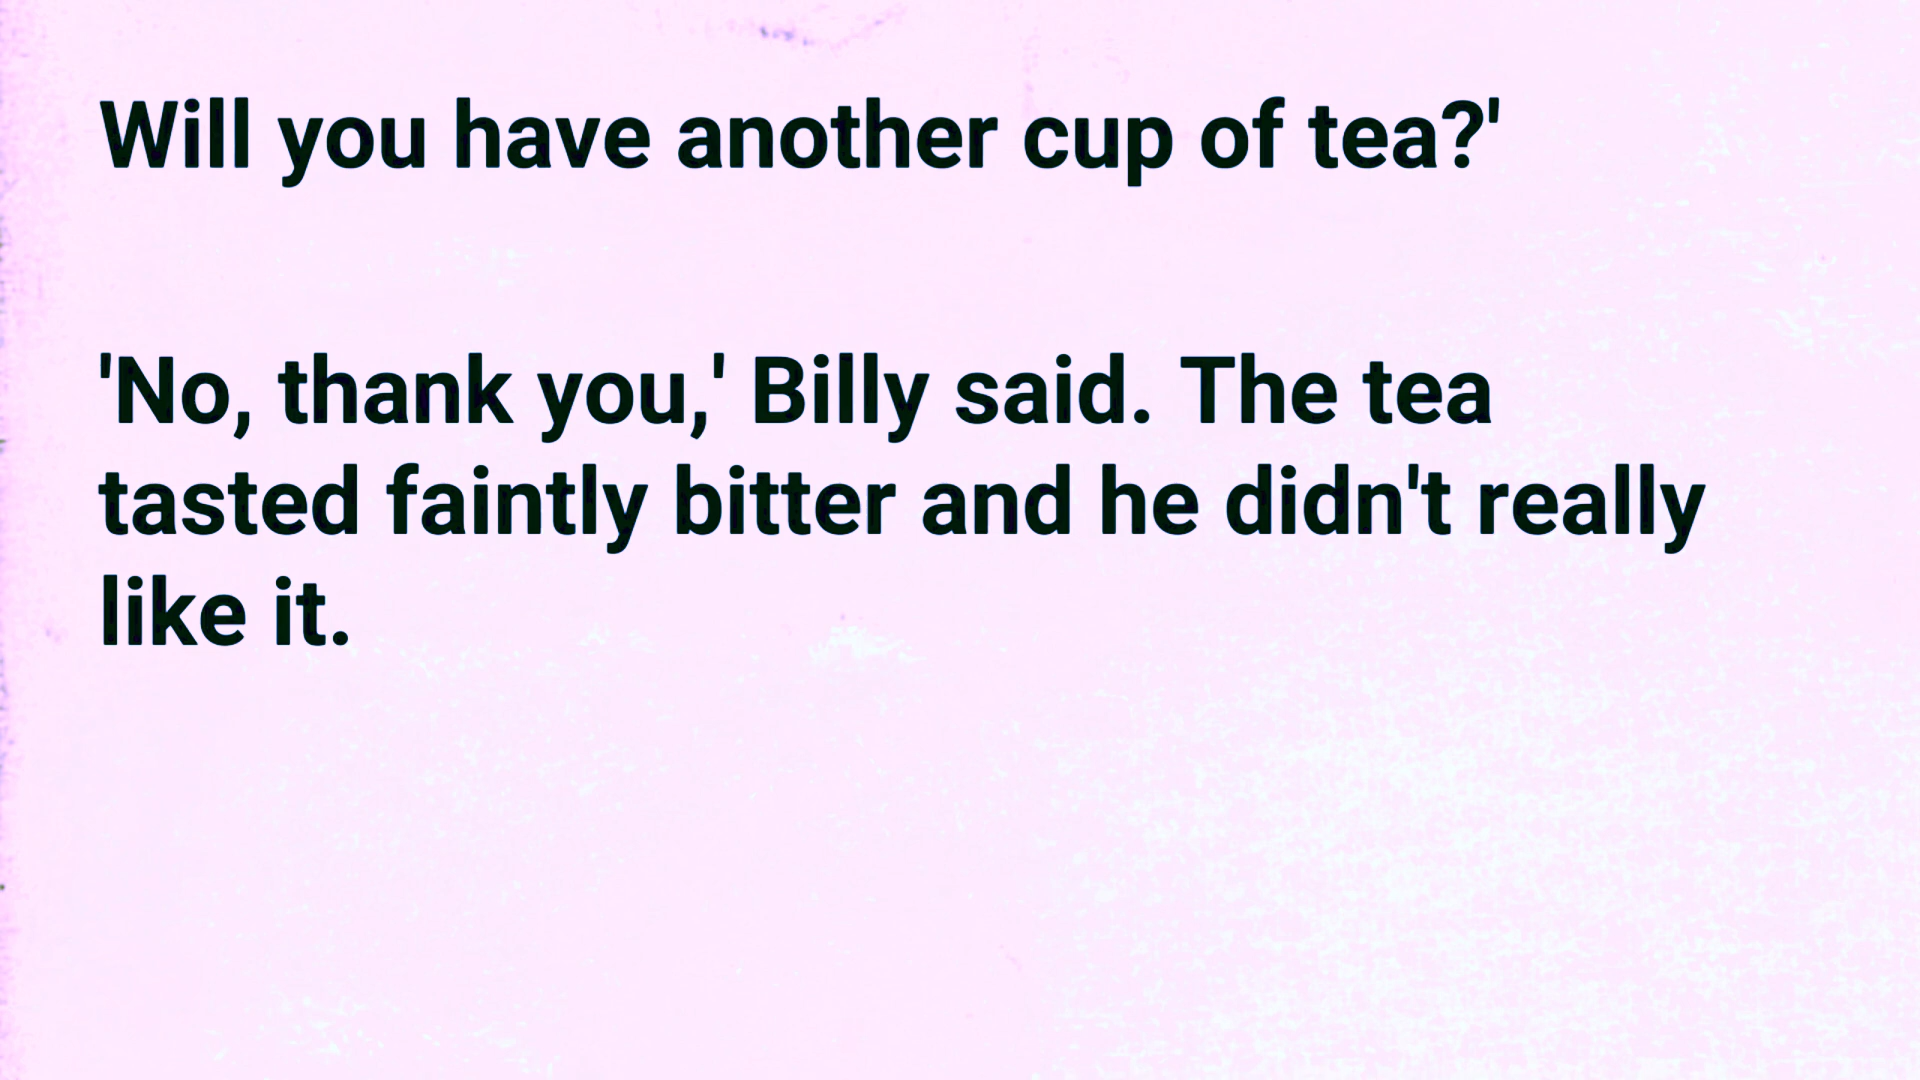 Will you have another cup of tea?'
'No, thank you,' Billy said. The tea
tasted faintly bitter and he didn't really
like it.